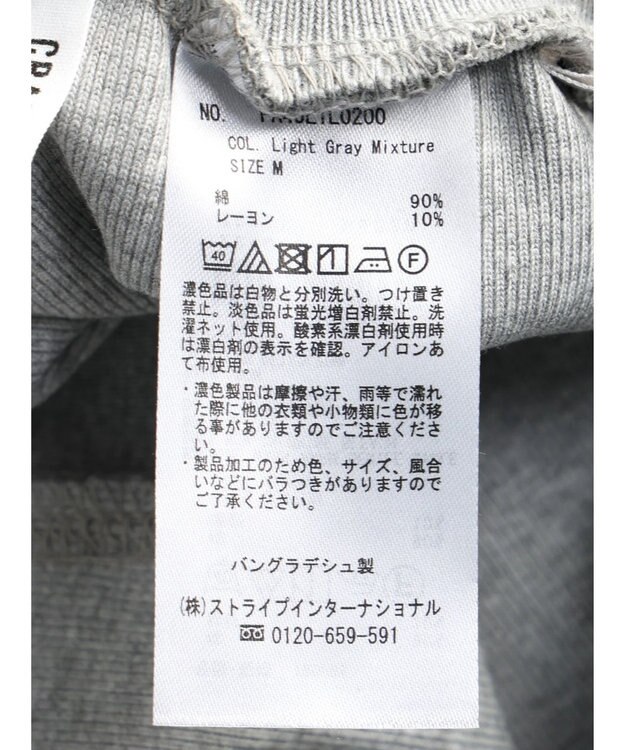 NO.
COL. Light Gray Mixture
SIZE M
綿 90%
レーヨン 10%
40
F
濃色品は白物と分別洗い。つけ置き
禁止。淡色品は蛍光増白剤禁止。洗
濯ネット使用。酸素系漂白剤使用時
は漂白剤の表示を確認。アイロンあ
て布使用。
・濃色製品は摩擦や汗、雨等で濡れ
た際に他の衣類や小物類に色が移
る事がありますのでご注意くださ
い。
・製品加工のため色、サイズ、風合
いなどにバラつきがありますので
ご了承ください。
バングラデシュ製
(株)ストライプインターナショナル
0120-659-591